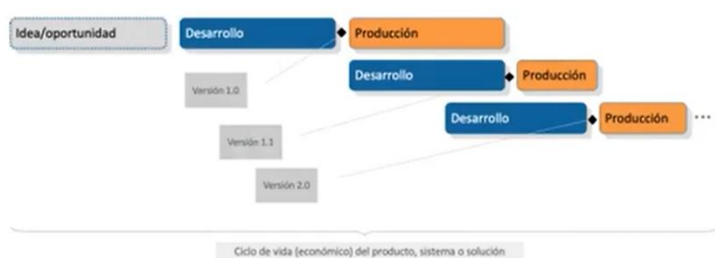 Idea/oportunidad
Desarrollo
Producción
Desarrollo
Producción
Desarrollo
Producción
...
Versión 1.0
Versión 1.1
Versión 2.0
Ciclo de vida (económico) del producto, sistema o solución